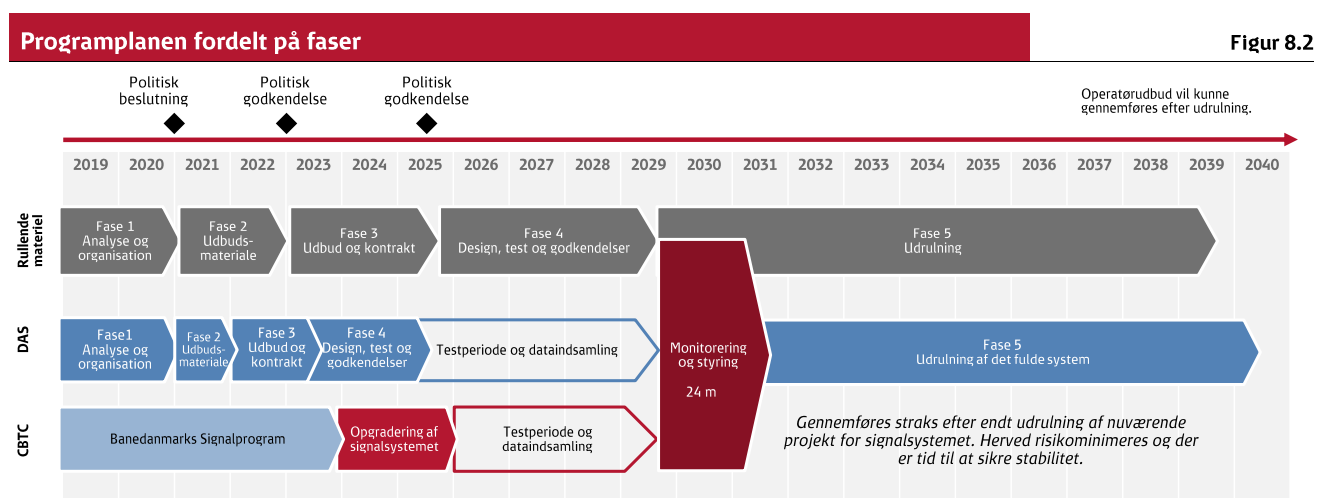 Programplanen fordelt på faser
Figur 8.2
Politisk
beslutning
Politisk
godkendelse
Politisk
godkendelse
Operatørudbud vil kunne
gennemføres efter udrulning.
2019 2020 2021 2022 2023 2024 2025 2026 2027 2028 2029 2030 2031 2032 2033 2034 2035 2036 2037 2038 2039 2040
Rullende
materiel
Fase 1
Analyse og
organisation
Fase 2
Udbuds-
materiale
Fase 3
Udbud og kontrakt
Fase 4
Design, test og godkendelser
Fase 5
Udrulning
DAS
Fase1
Analyse og
organisation
Fase 2
Udbuds-
materiale
Fase 3
Udbud og
kontrakt
Fase 4
Design, test og
godkendelser
Testperiode og dataindsamling
Monitorering
og styring
24 m
Fase 5
Udrulning af det fulde system
CBTC
Banedanmarks Signalprogram
Opgradering af
signalsystemet
Testperiode og
dataindsamling
Gennemføres straks efter endt udrulning af nuværende
projekt for signalsystemet. Herved risikominimeres og der
er tid til at sikre stabilitet.